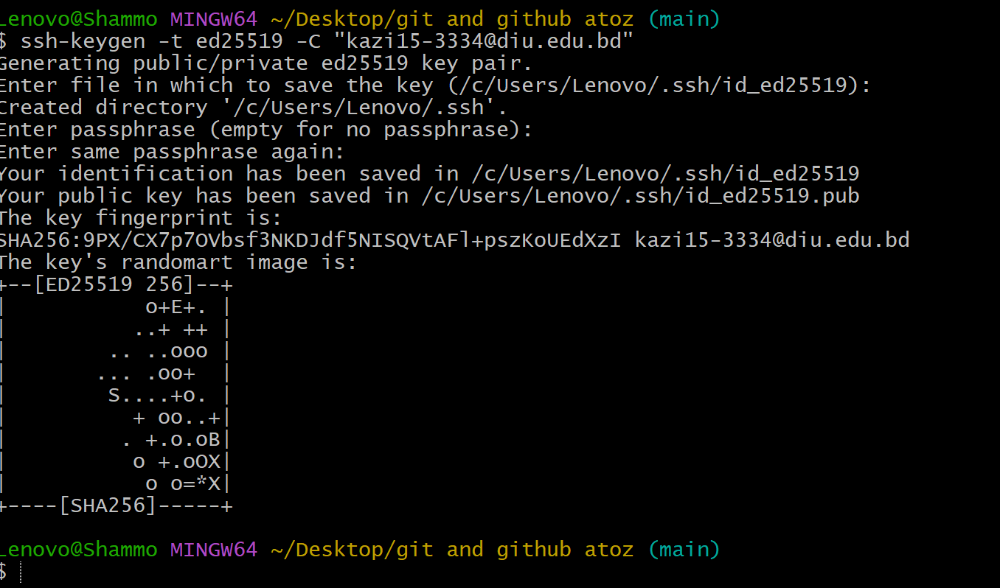 Lenovo@Shammo MINGW64 ~/Desktop/git and github atoz (main)
$ ssh-keygen -t ed25519 -C "kazi15-3334@diu.edu.bd"
Generating public/private ed25519 key pair.
Enter file in which to save the key (/c/Users/Lenovo/.ssh/id_ed25519):
Created directory '/c/Users/Lenovo/.ssh'.
Enter passphrase (empty for no passphrase):
Enter same passphrase again:
Your identification has been saved in /c/Users/Lenovo/.ssh/id_ed25519
Your public key has been saved in /c/Users/Lenovo/.ssh/id_ed25519.pub
The key fingerprint is:
SHA256:9PX/CX7p7OVbsf3NKDJdf5NISQVtAFl+pszKoUEdXzI kazi15-3334@diu.edu.bd
The key's randomart image is:
+--[ED25519 256]--+
|           o+E+. |
|          ..+ ++ |
|        .. ..ooo |
|       ... .oo+  |
|        S....+o. |
|          + oo..+|
|         . +.o.oB|
|          o +.oOX|
|           o o=*X|
+----[SHA256]-----+
Lenovo@Shammo MINGW64 ~/Desktop/git and github atoz (main)
$